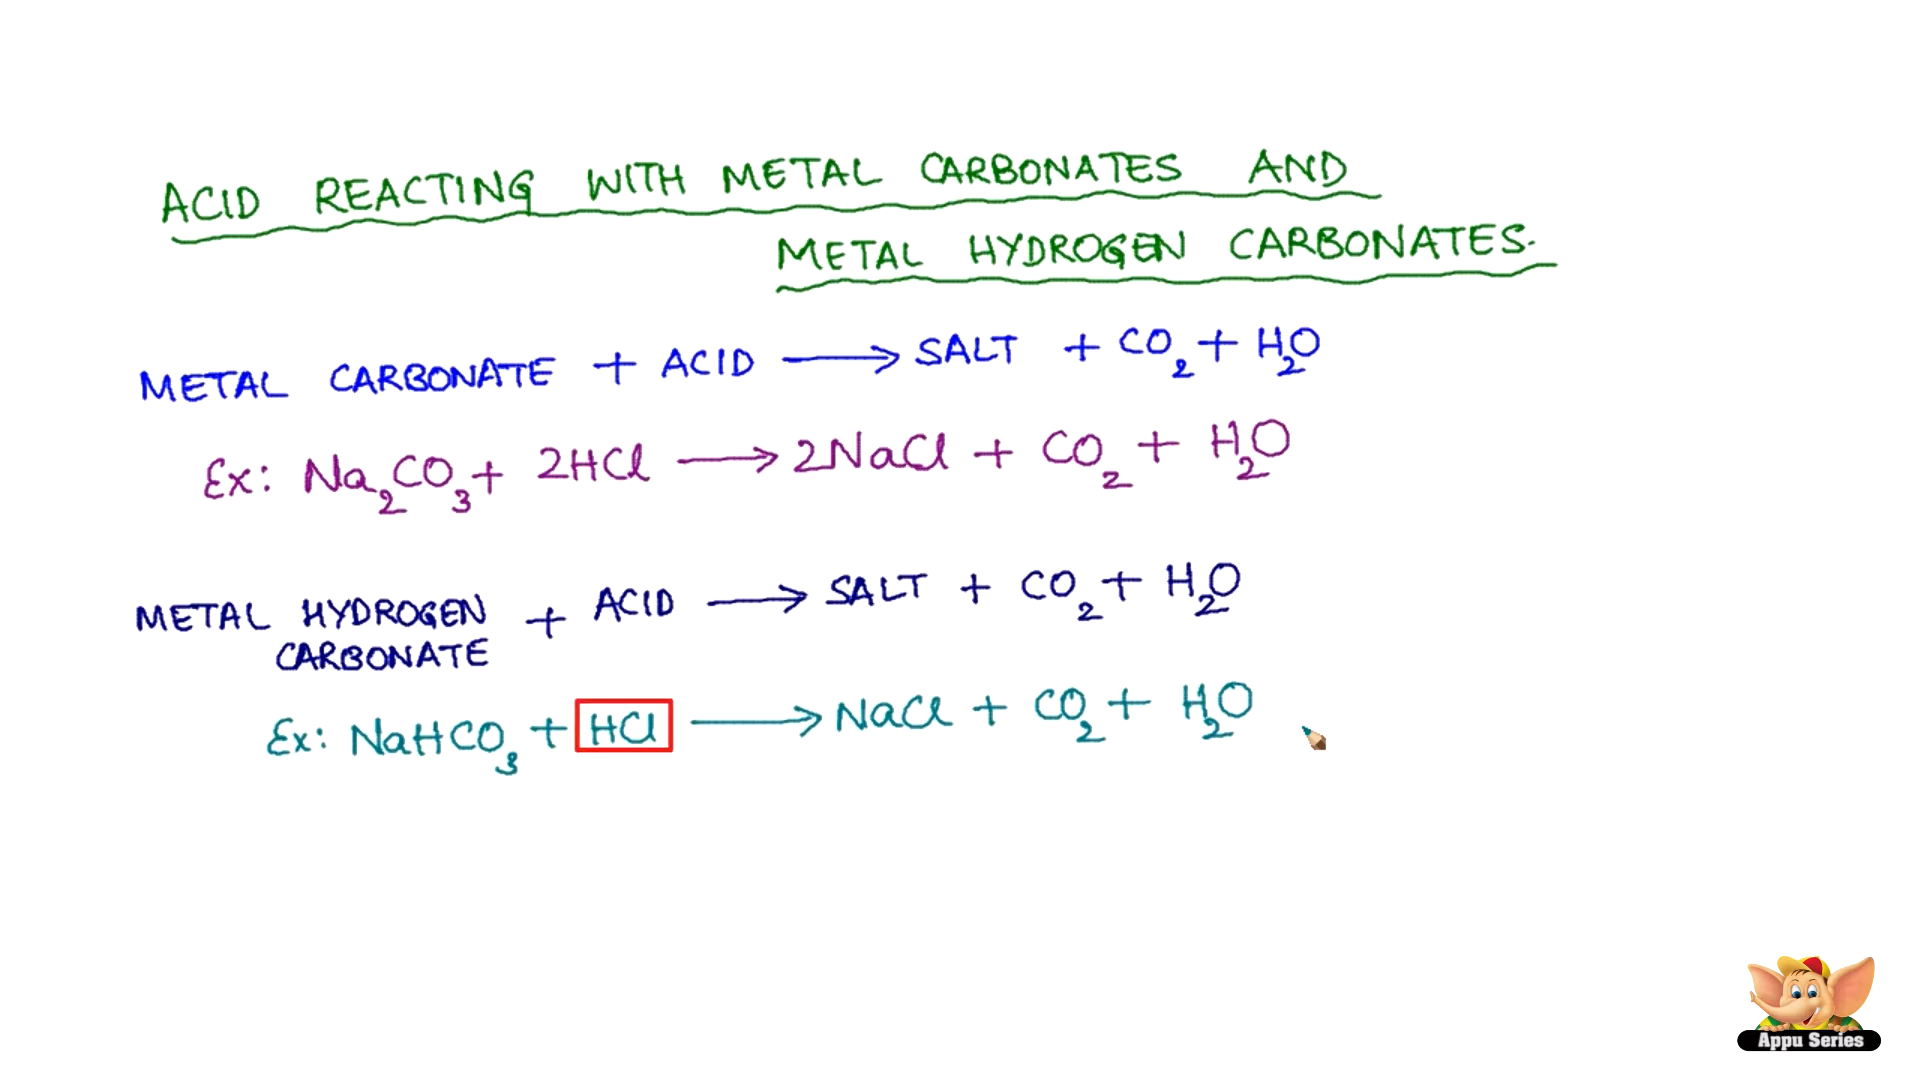 ACID REACTING WITH METAL CARBONATES AND
METAL HYDROGEN CARBONATES.
METAL CARBONATE + ACID ⟶ SALT + CO₂ + H₂O
Ex: Na₂CO₃ + 2HCl ⟶ 2NaCl + CO₂ + H₂O
METAL HYDROGEN CARBONATE + ACID ⟶ SALT + CO₂ + H₂O
Ex: NaHCO₃ + HCl ⟶ NaCl + CO₂ + H₂O
Appu Series